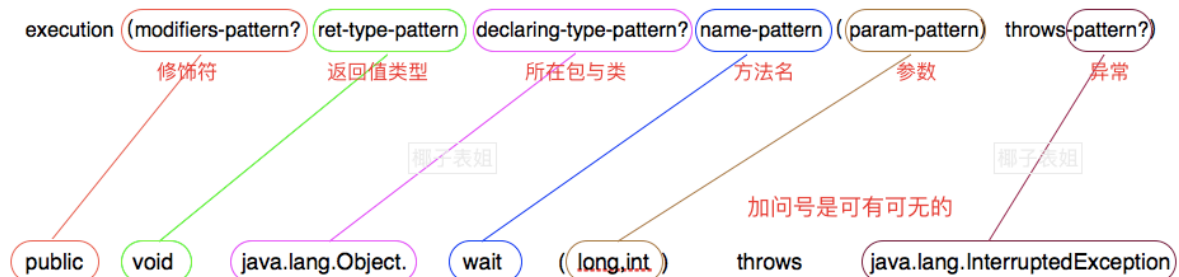 execution (modifiers-pattern? ret-type-pattern declaring-type-pattern? name-pattern (param-pattern) throws-pattern?)
修饰符 返回值类型 所在包与类 方法名 参数 异常
椰子表姐 椰子表姐
加问号是可有可无的
public void java.lang.Object. wait (long,int) throws java.lang.InterruptedException